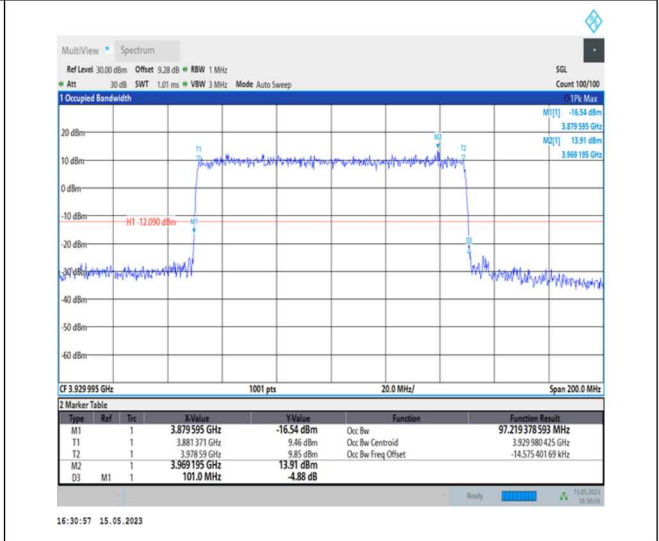 MultiView Spectrum
Ref Level 30.00 dBm Offset 9.28 dB RBW 1 MHz SGL
Att 30 dB SWT 1.01 ms VBW 3 MHz Mode Auto Sweep Count 100/100
1 Occupied Bandwidth 1Pk Max
M1[1] -16.54 dBm
3.879 595 GHz
M2[1] 13.91 dBm
3.969 195 GHz
20 dBm
M2
T1 T2
10 dBm
0 dBm
-10 dBm
H1 -12.090 dBm M1
-20 dBm
D3
-30 dBm
-40 dBm
-50 dBm
-60 dBm
CF 3.929 995 GHz 1001 pts 20.0 MHz/ Span 200.0 MHz
2 Marker Table
Type Ref Trc X-Value Y-Value Function Function Result
M1 1 3.879 595 GHz -16.54 dBm Occ Bw 97.219 378 593 MHz
T1 1 3.881 371 GHz 9.46 dBm Occ Bw Centroid 3.929 980 425 GHz
T2 1 3.978 59 GHz 9.85 dBm Occ Bw Freq Offset -14.575 401 69 kHz
M2 1 3.969 195 GHz 13.91 dBm
D3 M1 1 101.0 MHz -4.88 dB
Ready 15.05.2023
16:30:56
16:30:57 15.05.2023